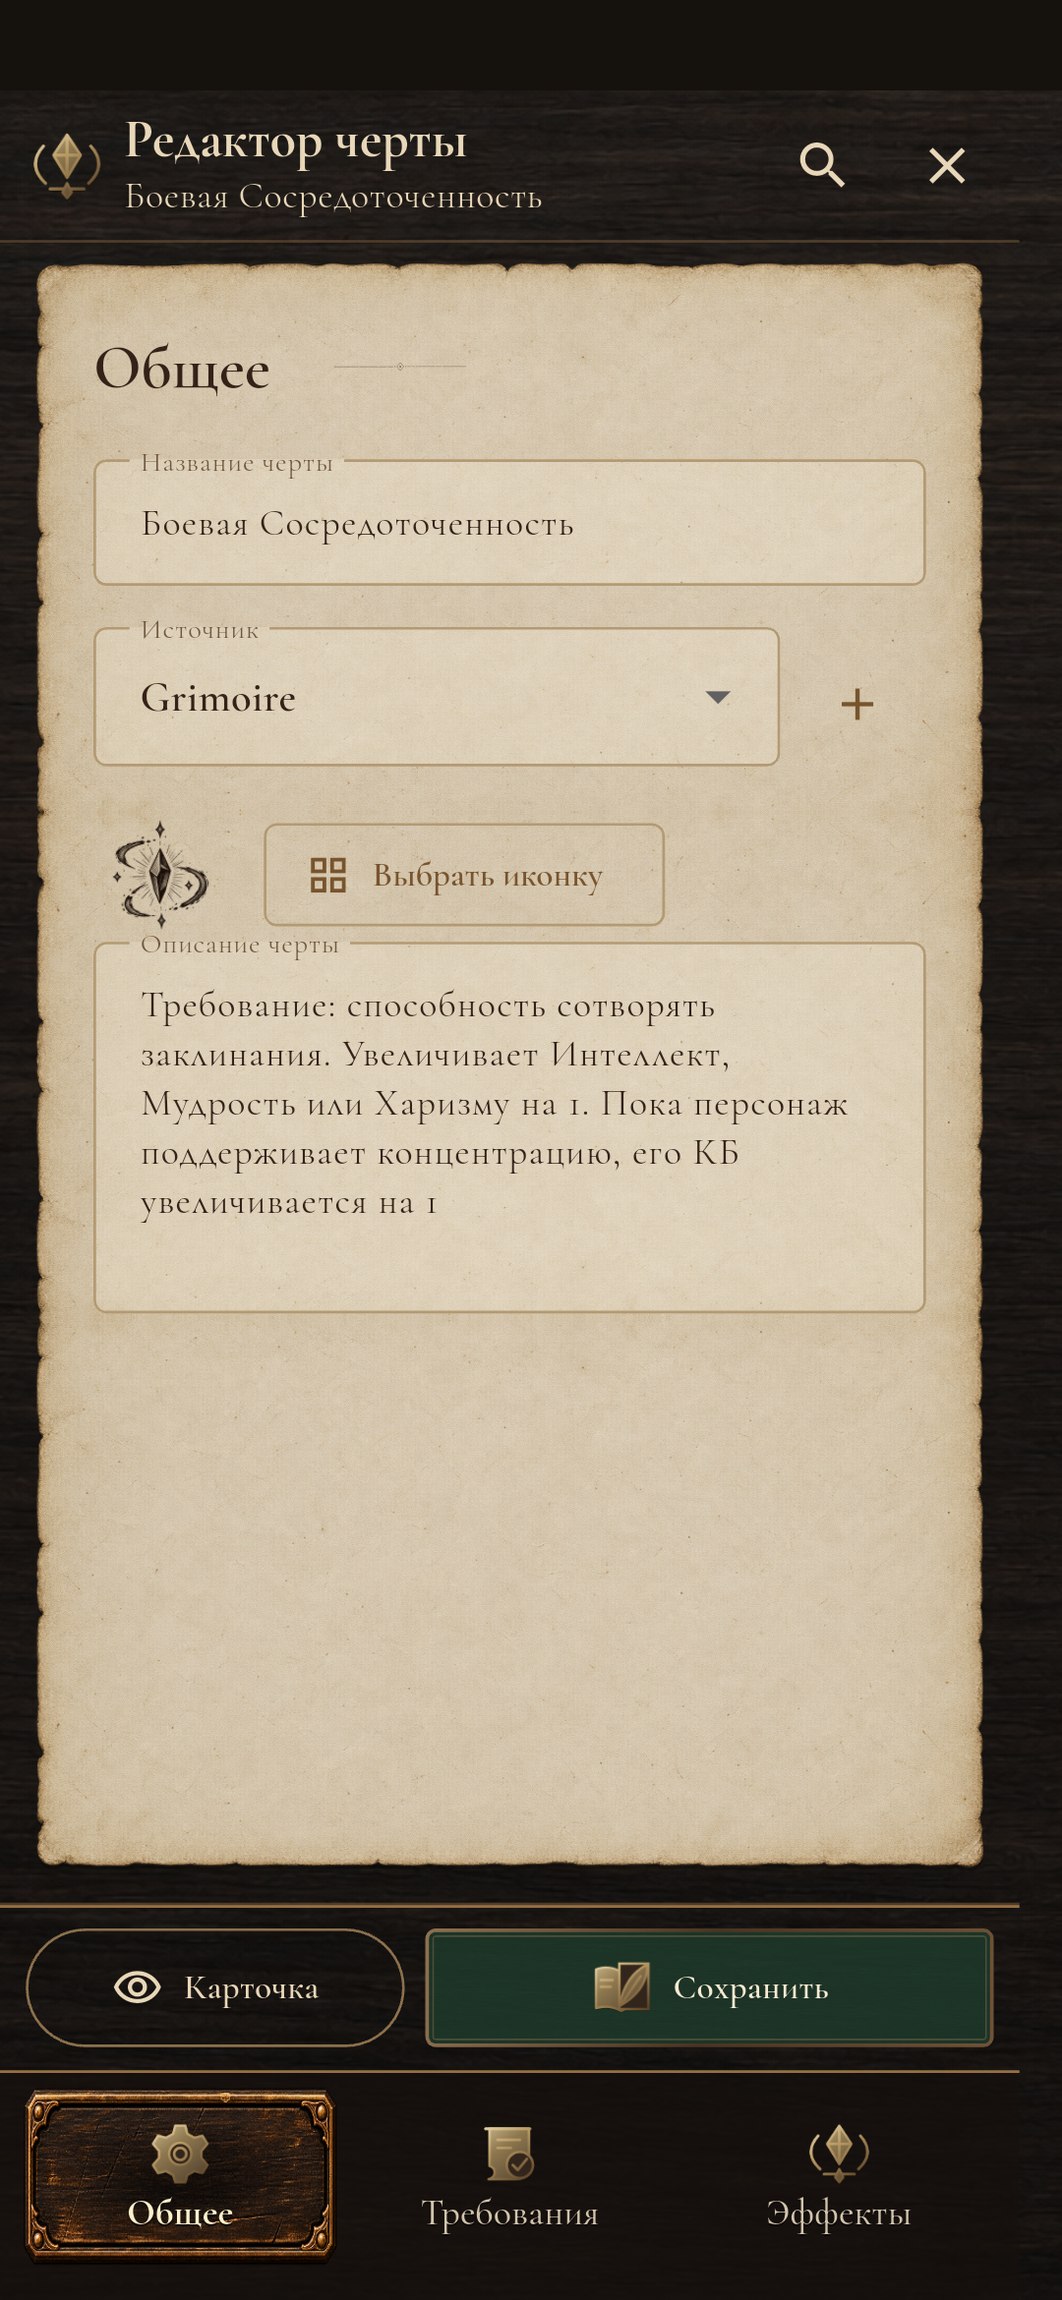 Редактор черты
Боевая Сосредоточенность
Общее
Название черты
Боевая Сосредоточенность
Источник
Grimoire
Выбрать иконку
Описание черты
Требование: способность сотворять
заклинания. Увеличивает Интеллект,
Мудрость или Харизму на 1. Пока персонаж
поддерживает концентрацию, его КБ
увеличивается на 1
Карточка
Сохранить
Общее
Требования
Эффекты